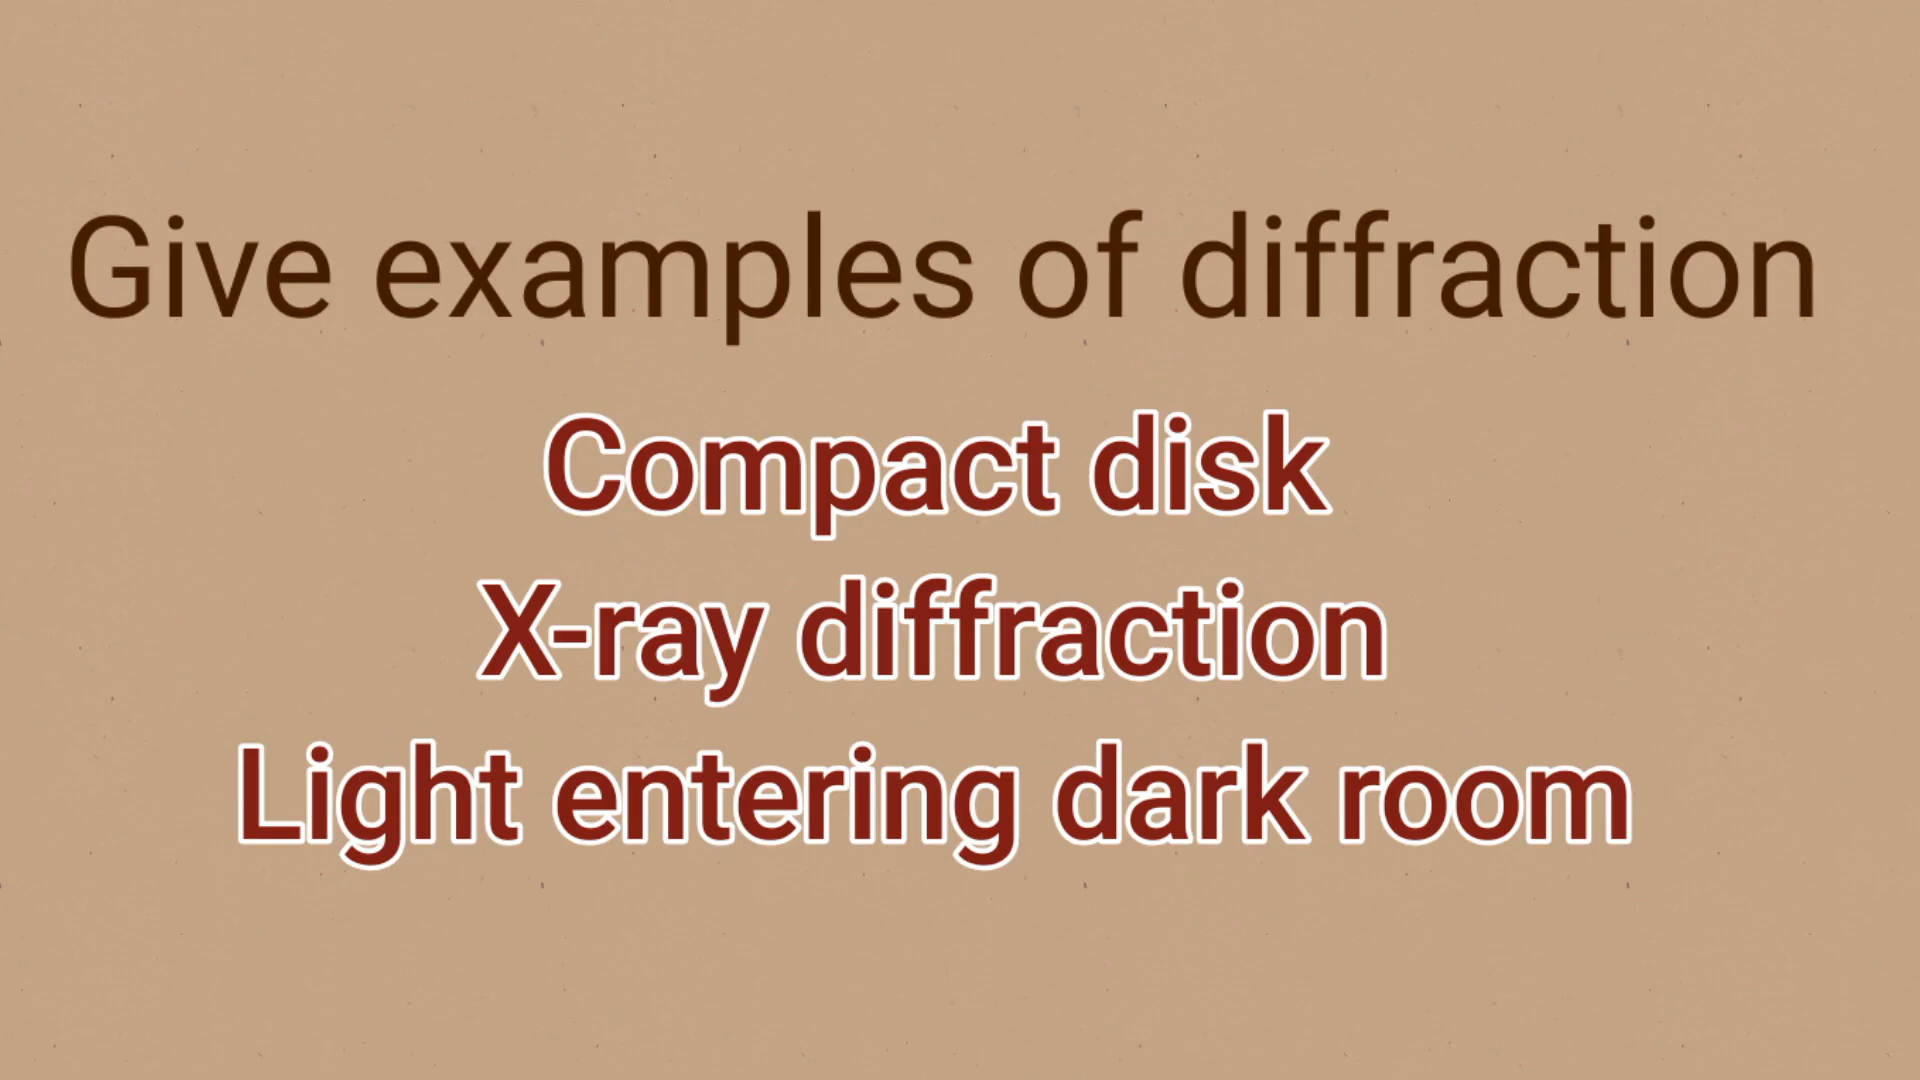 Give examples of diffraction
Compact disk
X-ray diffraction
Light entering dark room